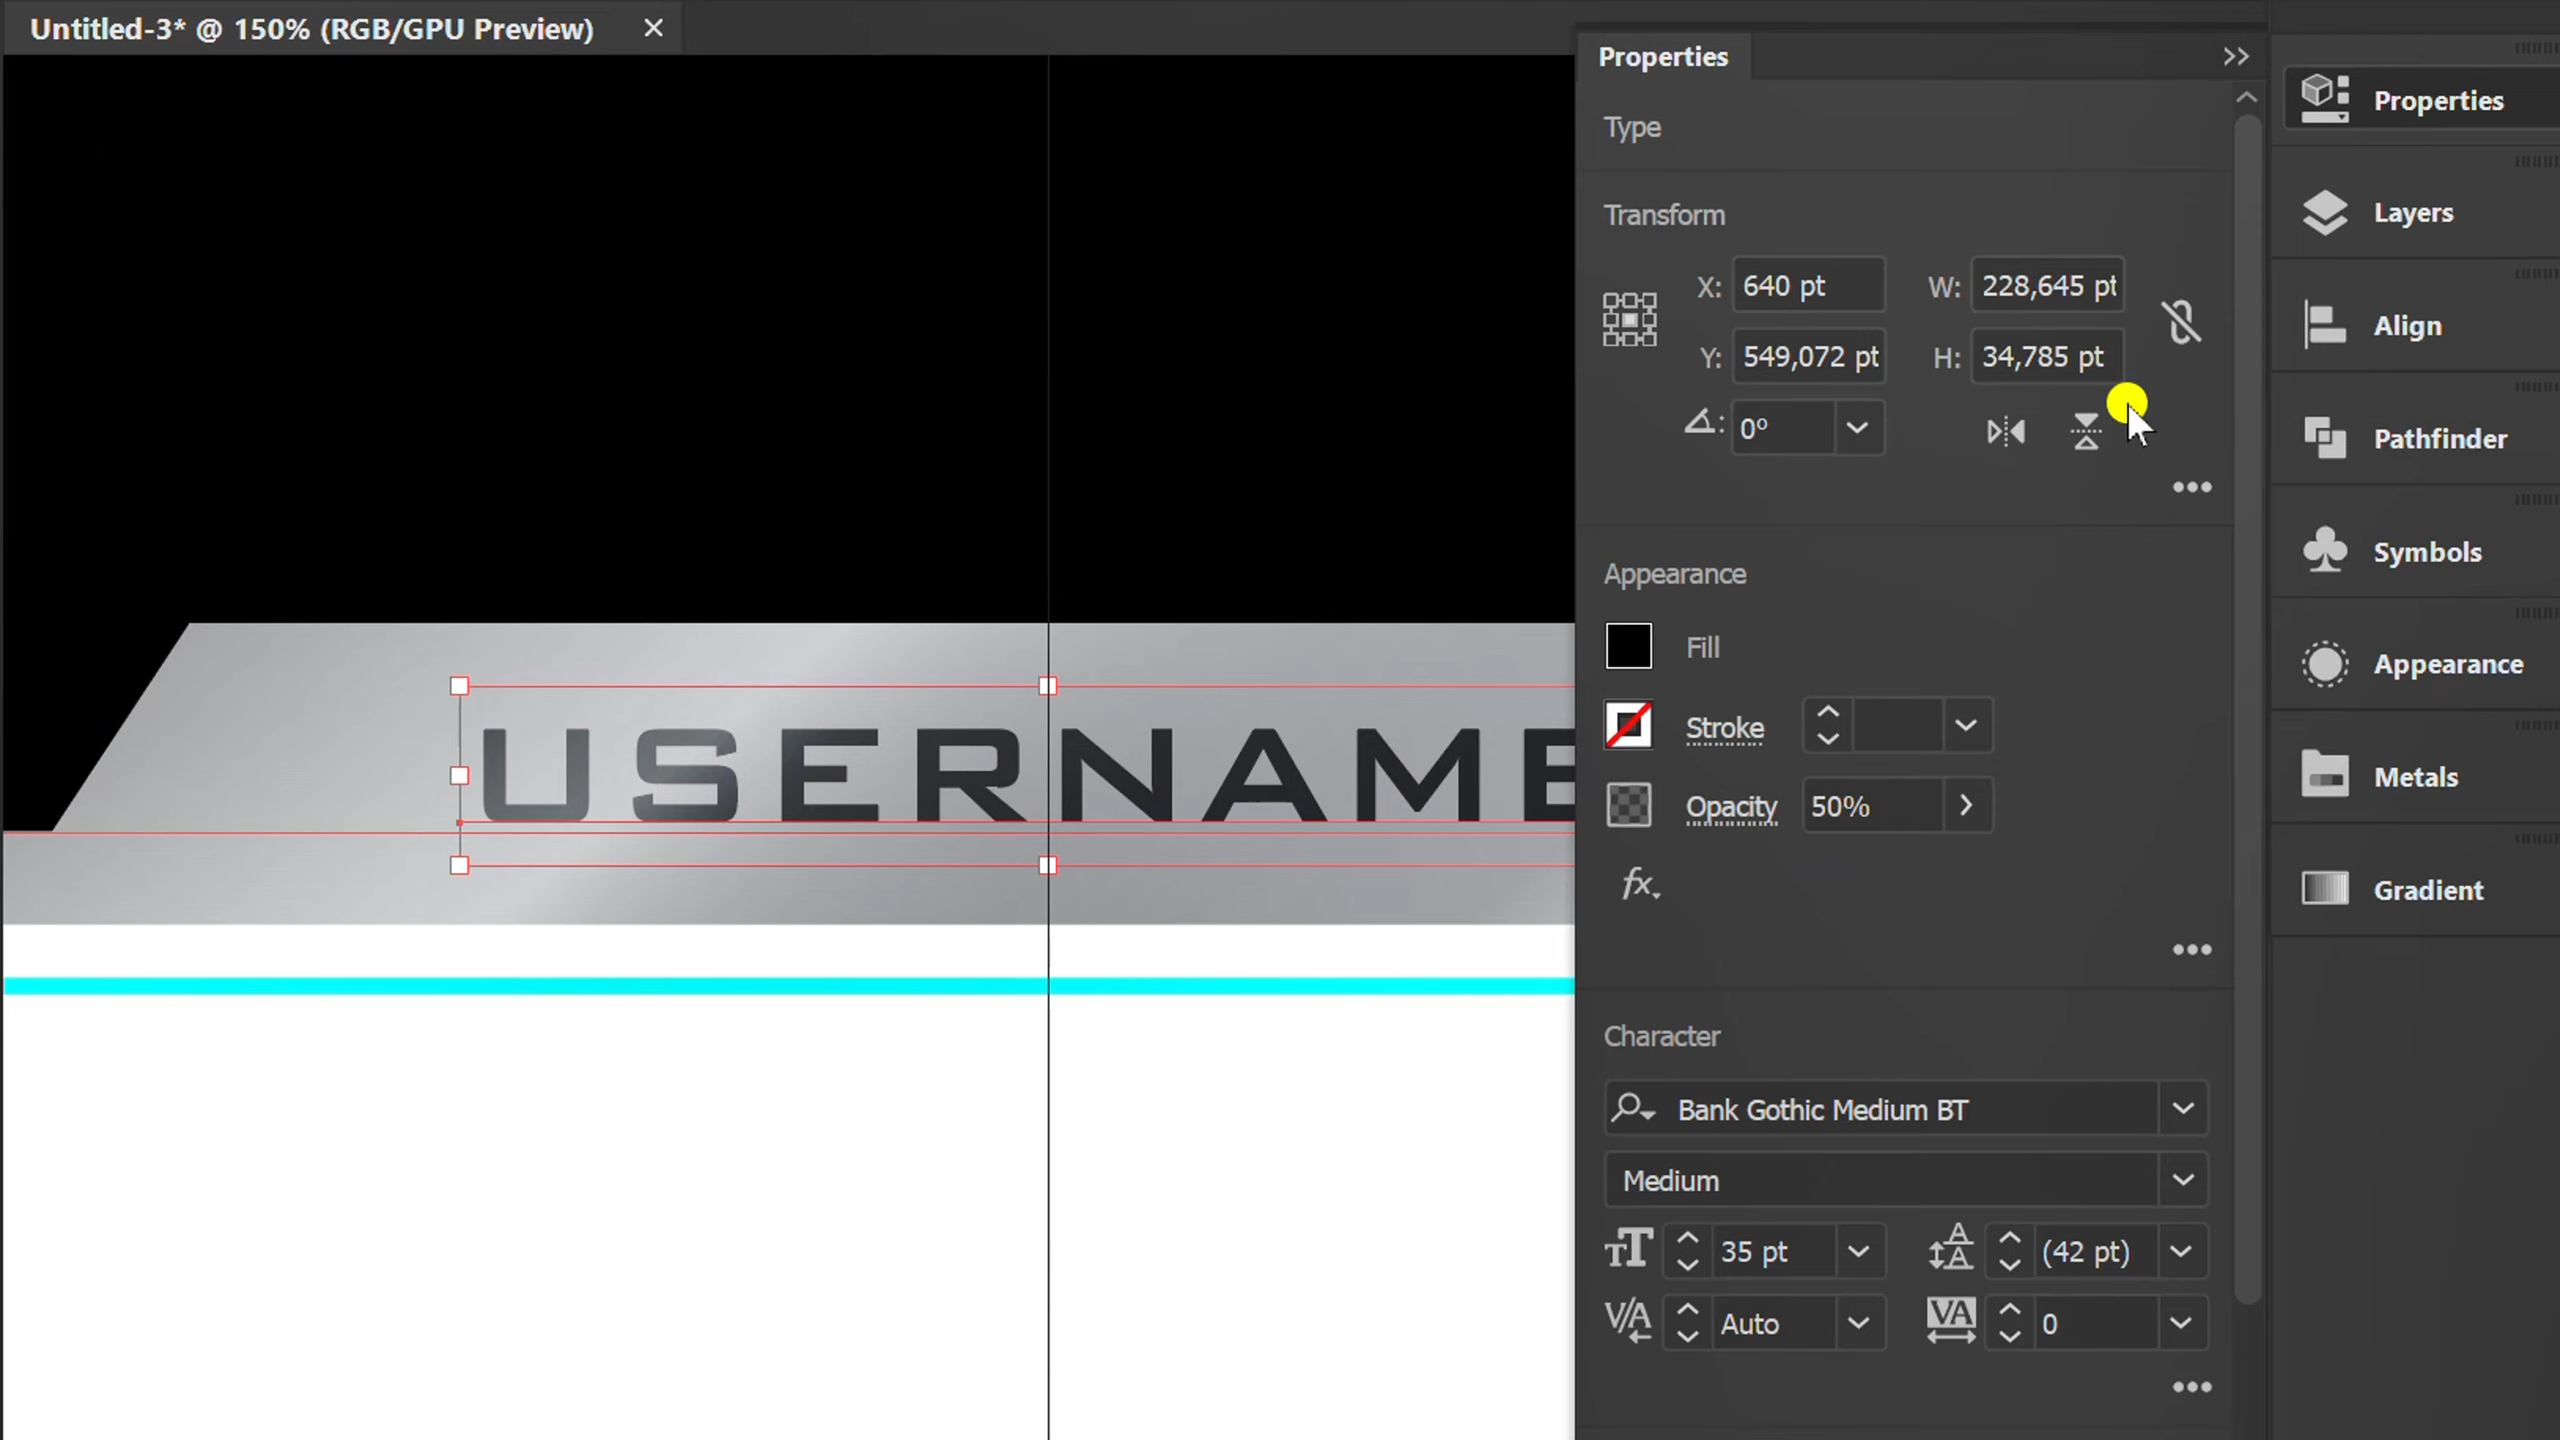 Untitled-3* @ 150% (RGB/GPU Preview) ×
Properties
Type
Transform
X: 640 pt W: 228,645 pt
Y: 549,072 pt H: 34,785 pt
0°
Appearance
Fill
Stroke
Opacity 50%
fx
Character
Bank Gothic Medium BT
Medium
35 pt (42 pt)
Auto 0
USERNAME
Properties
Layers
Align
Pathfinder
Symbols
Appearance
Metals
Gradient